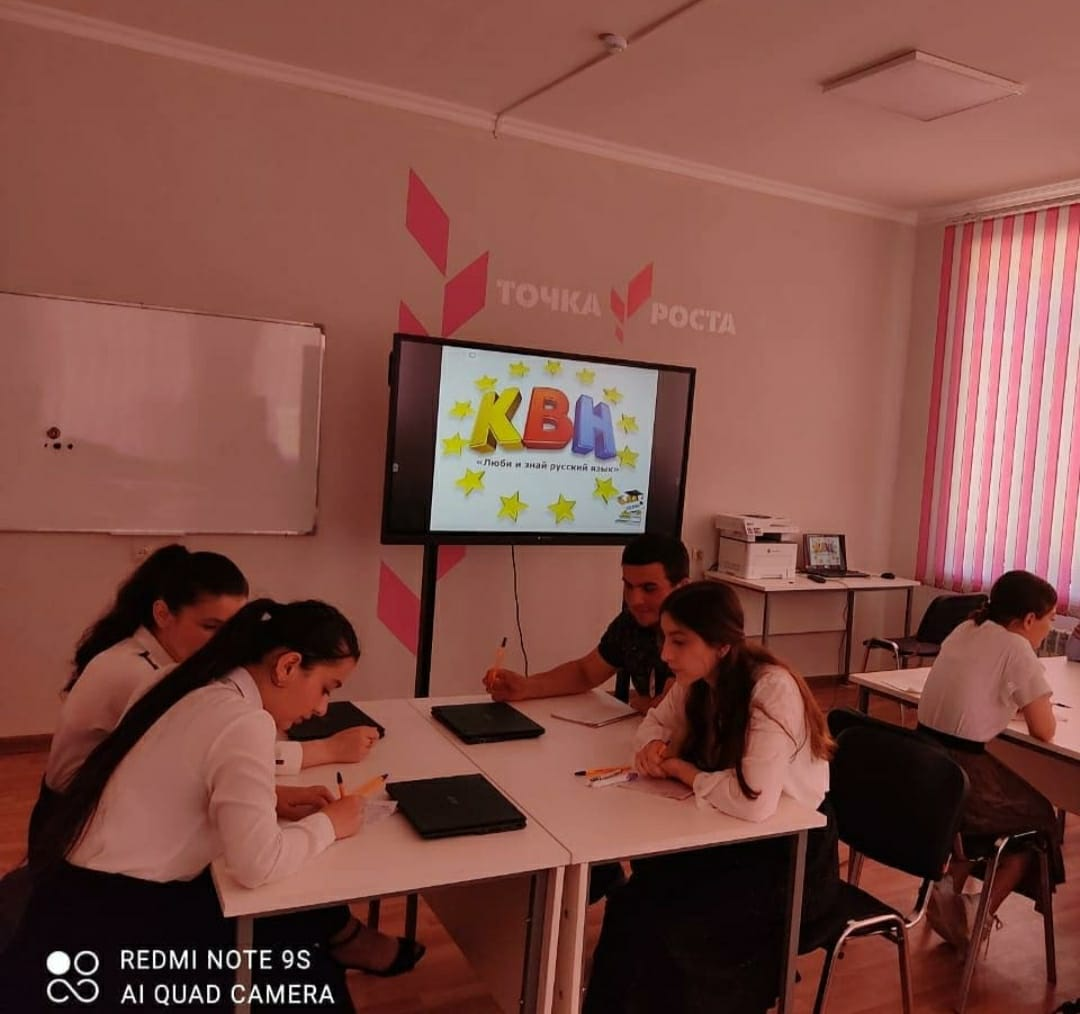 ТОЧКА РОСТА
КВН
«Люби и знай русский язык»
REDMI NOTE 9S
AI QUAD CAMERA